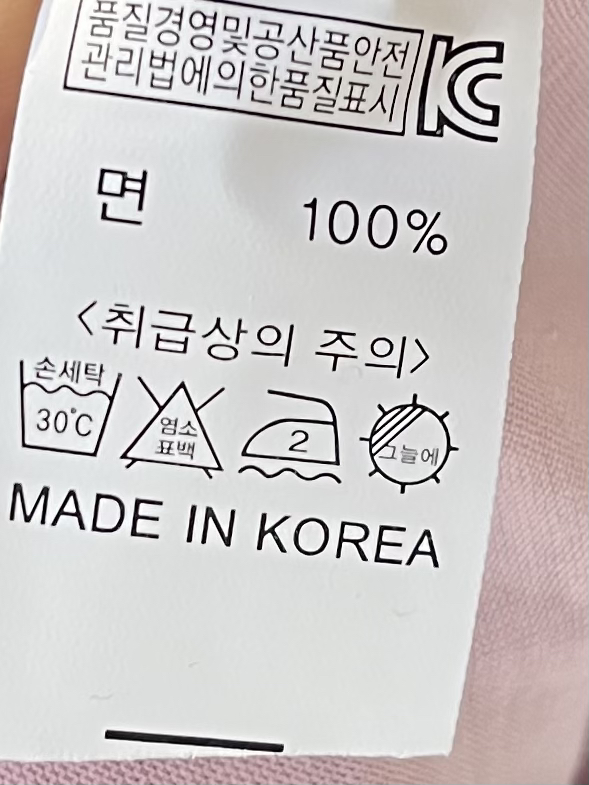 품질경영및공산품안전
관리법에의한품질표시
KC
면 100%
<취급상의 주의>
손세탁
30℃
염소
표백
2
그늘에
MADE IN KOREA